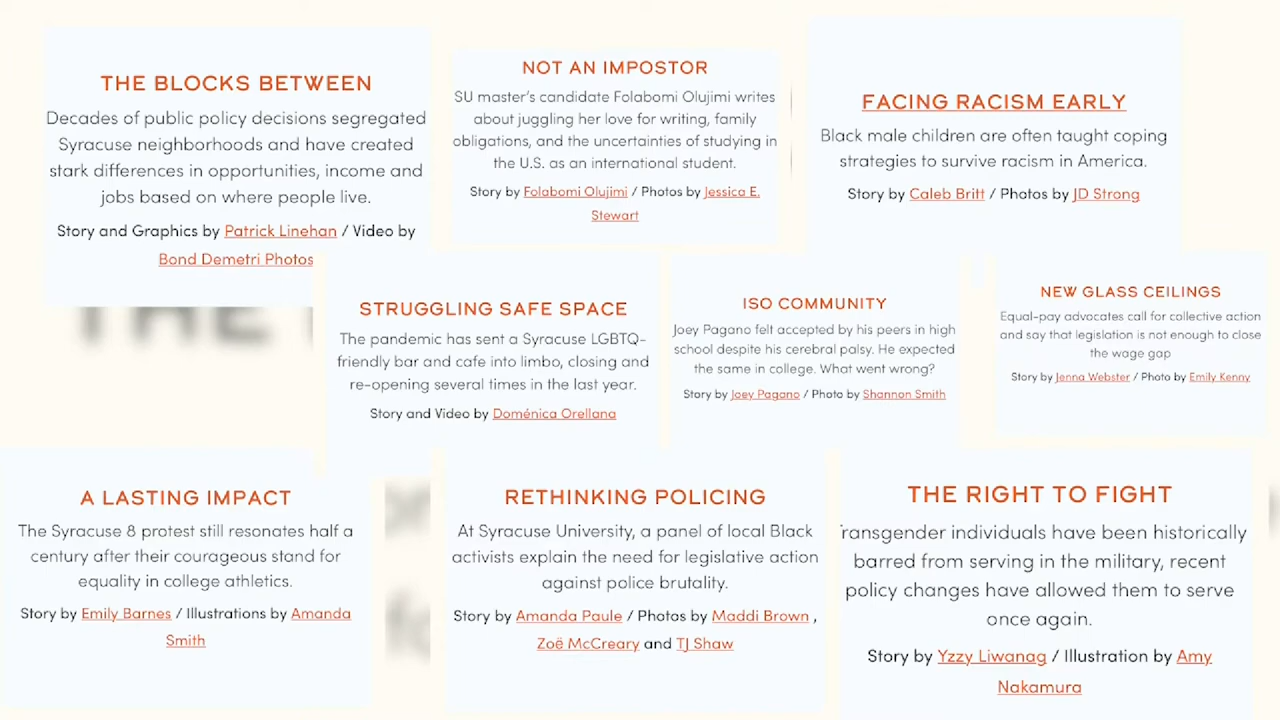 THE BLOCKS BETWEEN
Decades of public policy decisions segregated
Syracuse neighborhoods and have created
stark differences in opportunities, income and
jobs based on where people live.
Story and Graphics by Patrick Linehan / Video by
Bond Demetri Photos
NOT AN IMPOSTOR
SU master's candidate Folabomi Olujimi writes
about juggling her love for writing, family
obligations, and the uncertainties of studying in
the U.S. as an international student.
Story by Folabomi Olujimi / Photos by Jessica E.
Stewart
FACING RACISM EARLY
Black male children are often taught coping
strategies to survive racism in America.
Story by Caleb Britt / Photos by JD Strong
THE
STRUGGLING SAFE SPACE
The pandemic has sent a Syracuse LGBTQ-
friendly bar and cafe into limbo, closing and
re-opening several times in the last year.
Story and Video by Doménica Orellana
ISO COMMUNITY
Joey Pagano felt accepted by his peers in high
school despite his cerebral palsy. He expected
the same in college. What went wrong?
Story by Joey Pagano / Photo by Shannon Smith
NEW GLASS CEILINGS
Equal-pay advocates call for collective action
and say that legislation is not enough to close
the wage gap
Story by Jenna Webster / Photo by Emily Kenny
A LASTING IMPACT
The Syracuse 8 protest still resonates half a
century after their courageous stand for
equality in college athletics.
Story by Emily Barnes / Illustrations by Amanda
Smith
RETHINKING POLICING
At Syracuse University, a panel of local Black
activists explain the need for legislative action
against police brutality.
Story by Amanda Paule / Photos by Maddi Brown ,
Zoë McCreary and TJ Shaw
THE RIGHT TO FIGHT
Transgender individuals have been historically
barred from serving in the military, recent
policy changes have allowed them to serve
once again.
Story by Yzzy Liwanag / Illustration by Amy
Nakamura